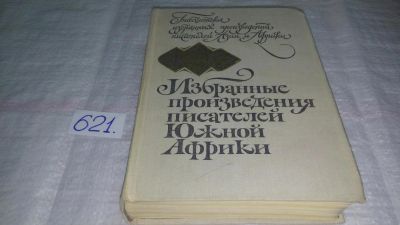 Библиотека
избранных произведений
писателей Азии и Африки
Избранные
произведения
писателей
Южной
Африки
621.